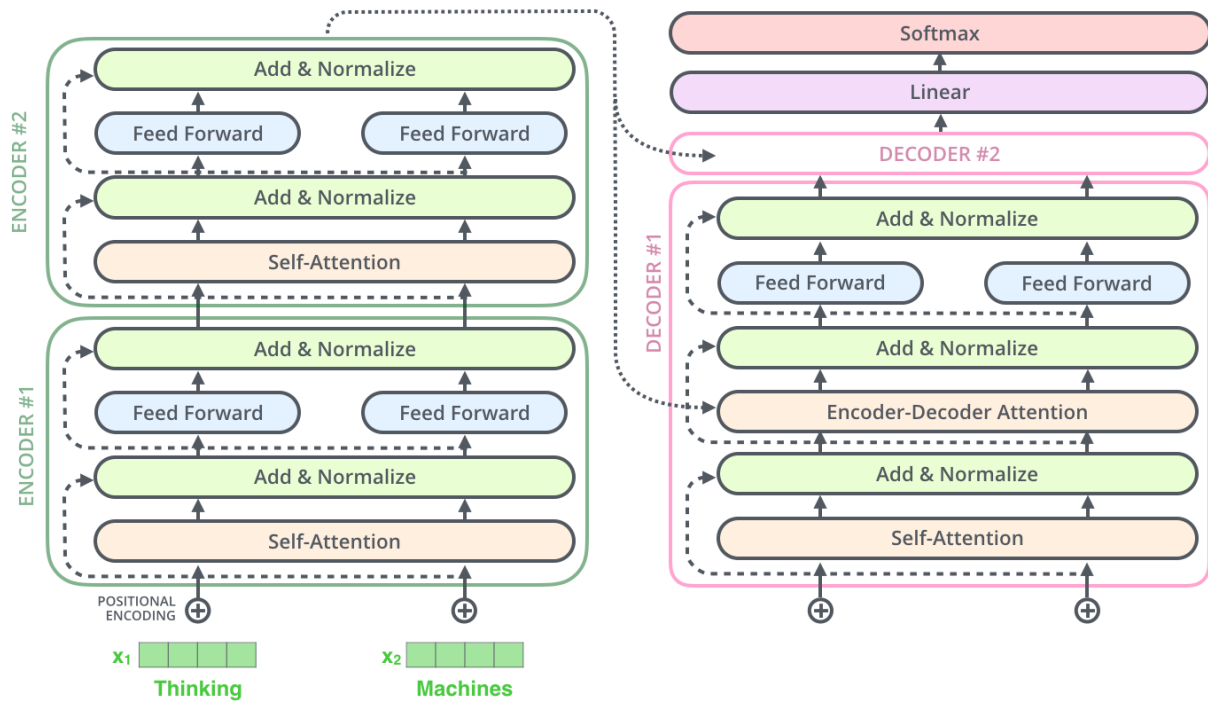 ENCODER #2
Add & Normalize
Feed Forward
Feed Forward
Add & Normalize
Self-Attention
ENCODER #1
Add & Normalize
Feed Forward
Feed Forward
Add & Normalize
Self-Attention
POSITIONAL
ENCODING
x₁
x₂
Thinking
Machines
Softmax
Linear
DECODER #2
DECODER #1
Add & Normalize
Feed Forward
Feed Forward
Add & Normalize
Encoder-Decoder Attention
Add & Normalize
Self-Attention